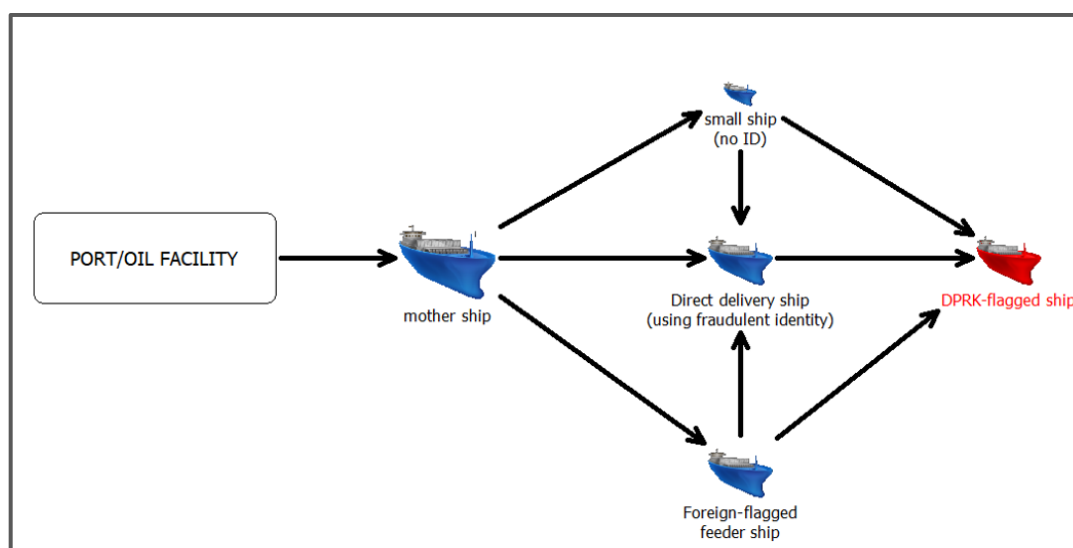 small ship
(no ID)
PORT/OIL FACILITY
mother ship
Direct delivery ship
(using fraudulent identity)
DPRK-flagged ship
Foreign-flagged
feeder ship